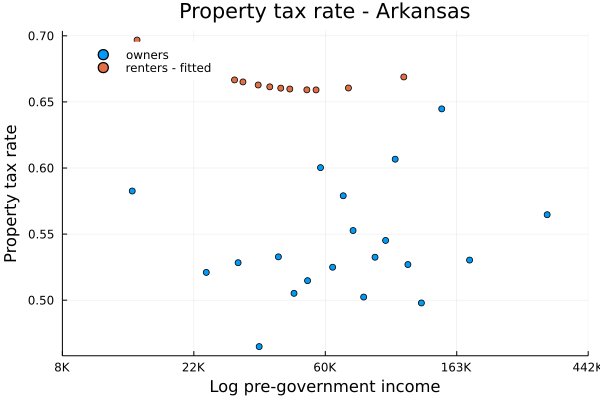 Property tax rate - Arkansas
0.70
0.65
0.60
0.55
0.50
Property tax rate
owners
renters - fitted
8K
22K
60K
163K
442K
Log pre-government income